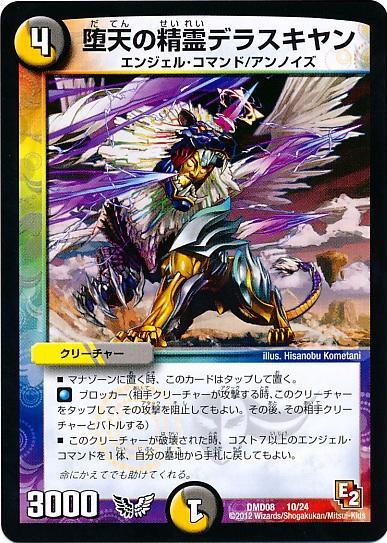 4
だてん せいれい
堕天の精霊デラスキヤン
エンジェル・コマンド/アンノイズ
クリーチャー
illus. Hisanobu Kometani
■ マナゾーンに置く時、このカードはタップして置く。
ブロッカー(相手クリーチャーが攻撃する時、このクリーチャー
をタップして、その攻撃を阻止してもよい。その後、その相手クリ
ーチャーとバトルする)
■ このクリーチャーが破壊された時、コスト7以上のエンジェル・
コマンドを1体、自分の墓地から手札に戻してもよい。
命にかえてでも助けてくれる。
3000
1
DMD08 10/24
E2
©2012 Wizards/Shogakukan/Mitsui-Kids